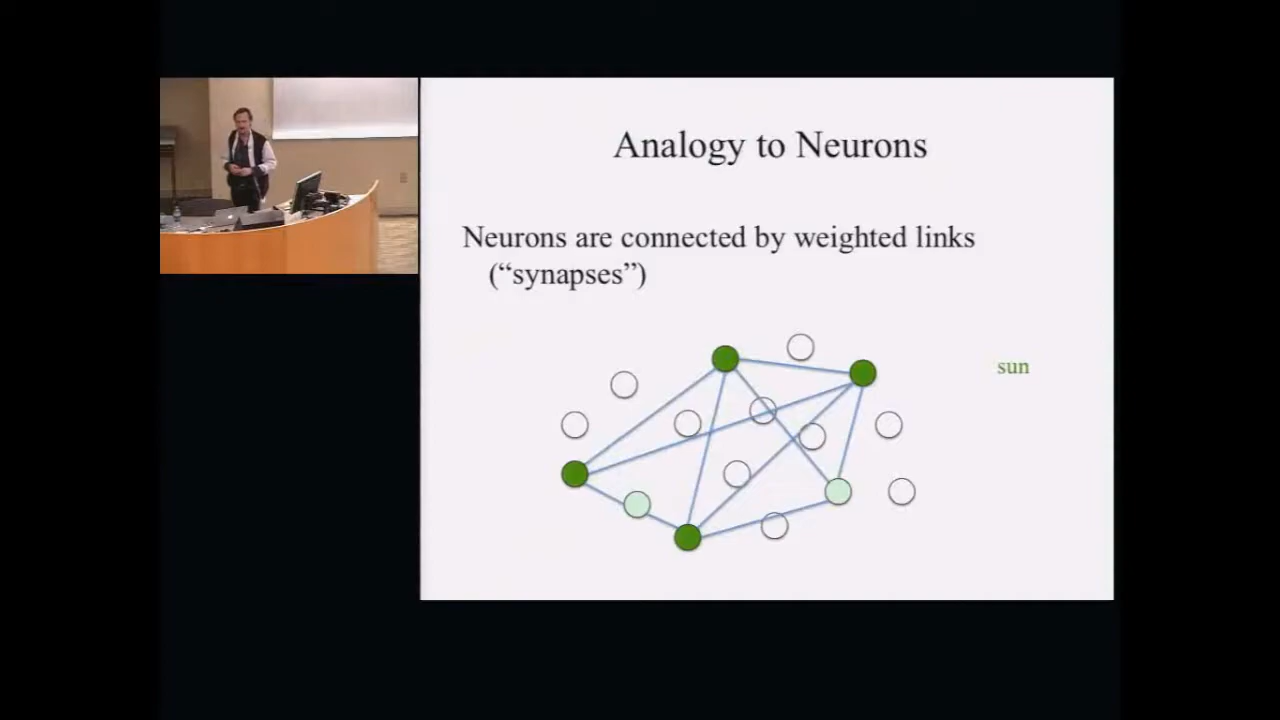 Analogy to Neurons
Neurons are connected by weighted links
(“synapses”)
sun